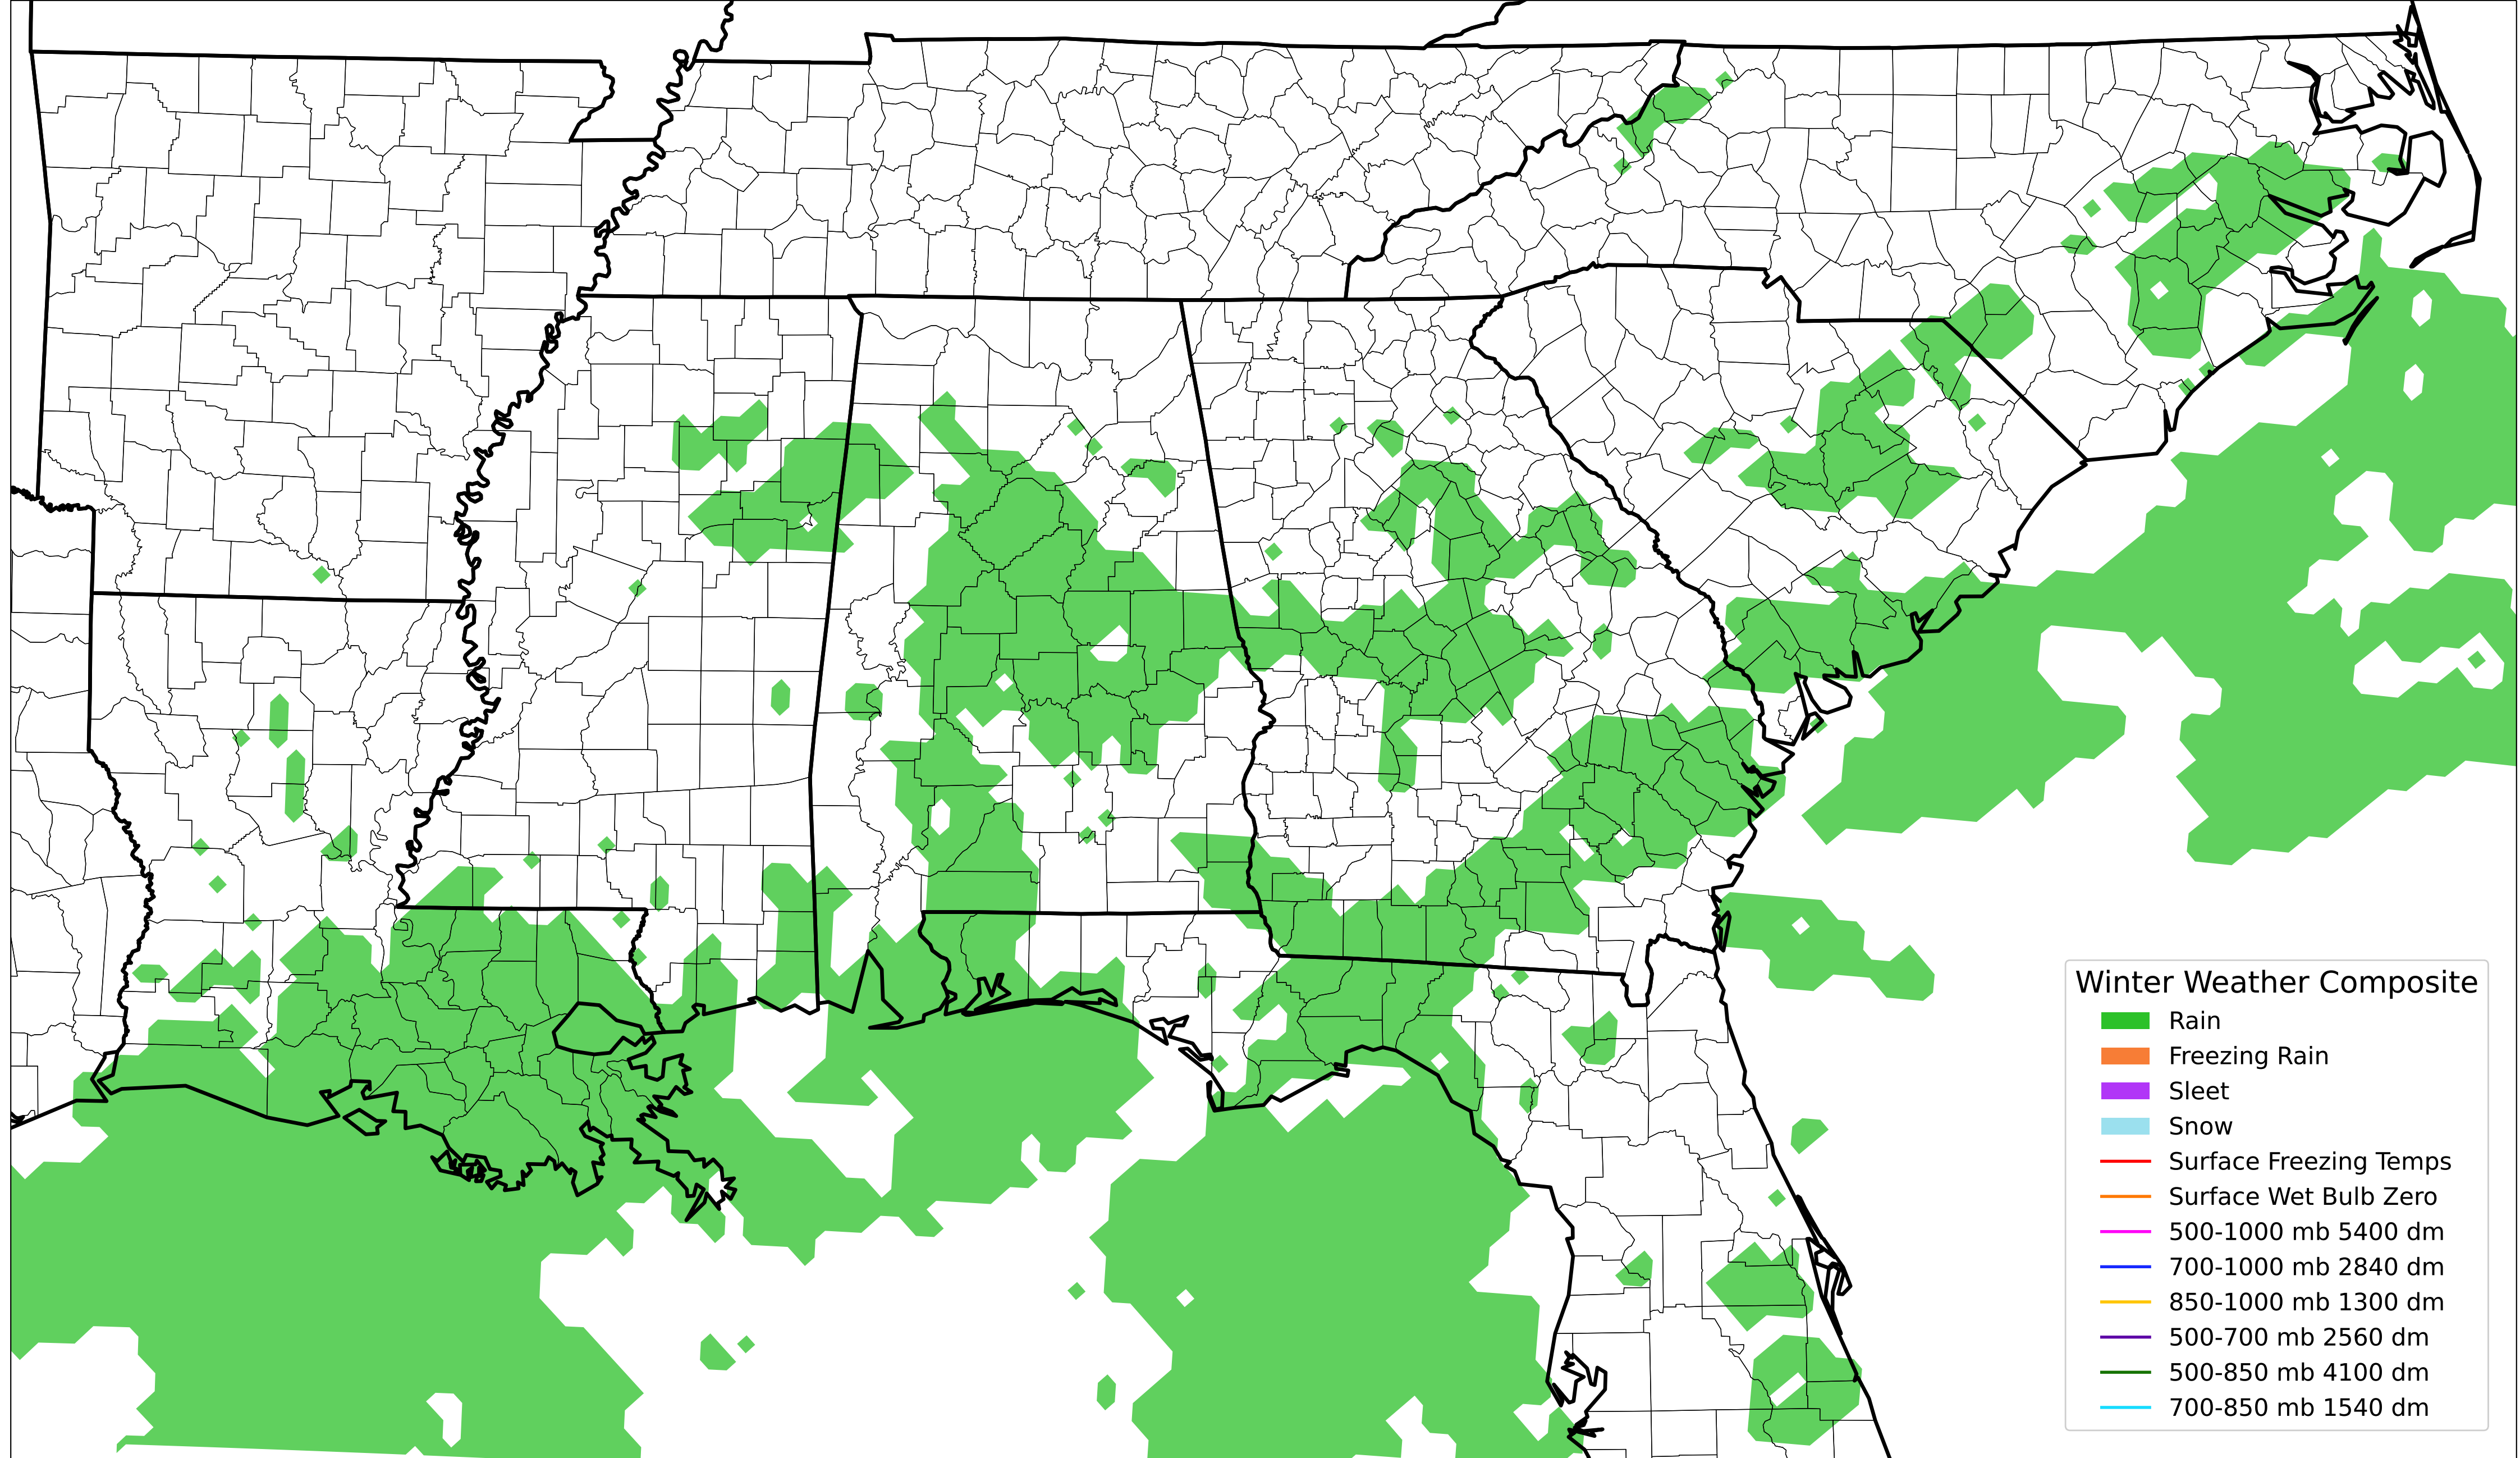 Winter Weather Composite
Rain
Freezing Rain
Sleet
Snow
Surface Freezing Temps
Surface Wet Bulb Zero
500-1000 mb 5400 dm
700-1000 mb 2840 dm
850-1000 mb 1300 dm
500-700 mb 2560 dm
500-850 mb 4100 dm
700-850 mb 1540 dm